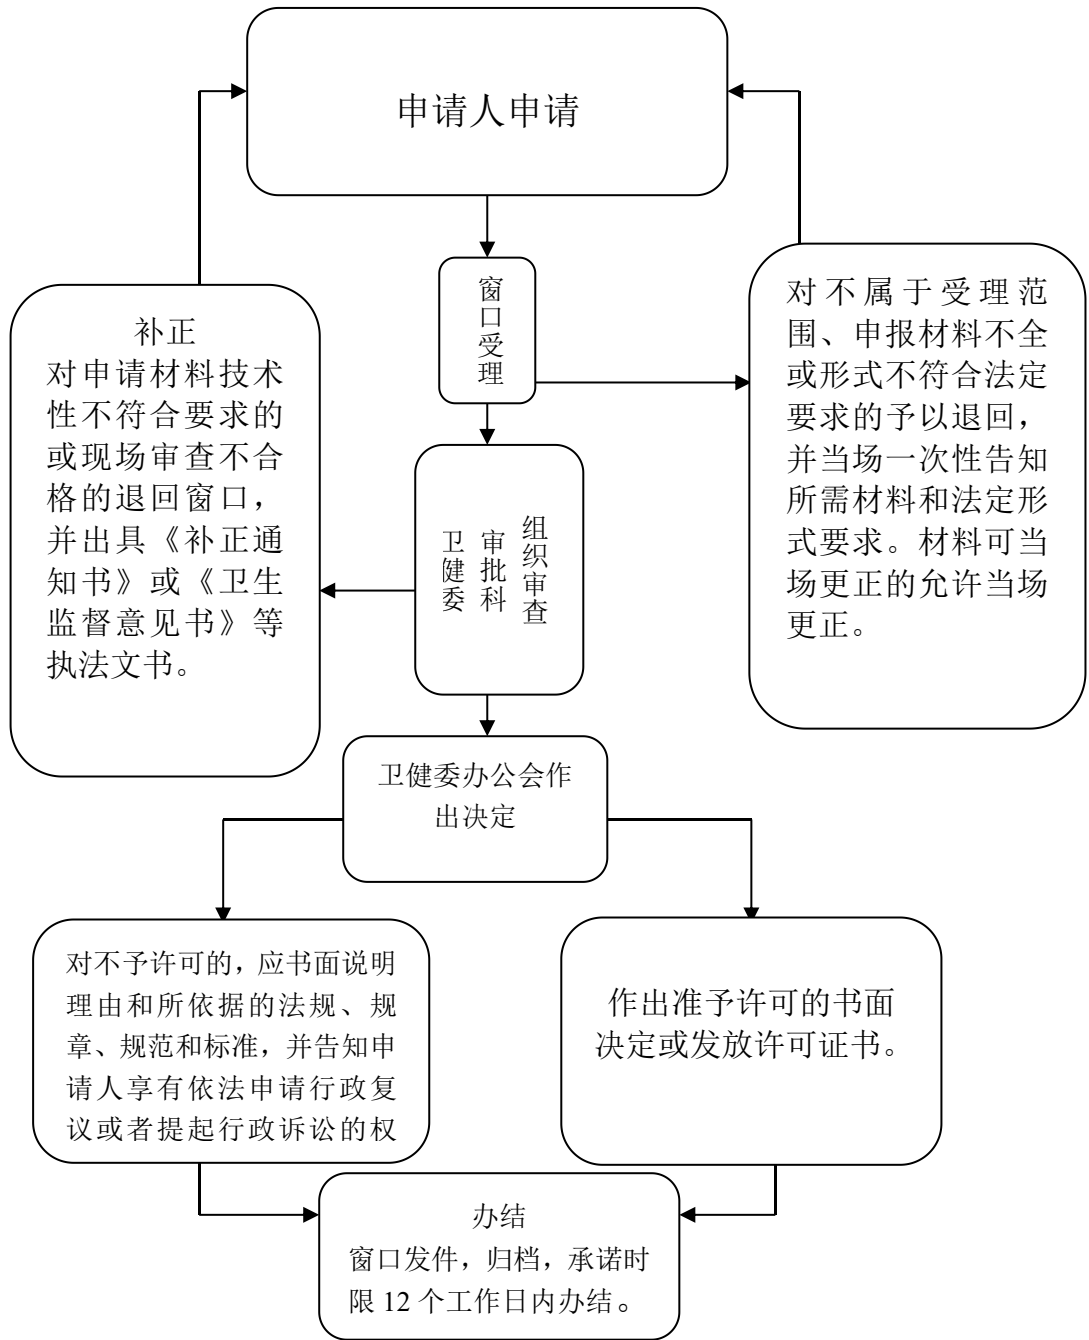 申请人申请
窗口受理
补正
对申请材料技术
性不符合要求的
或现场审查不合
格的退回窗口，
并出具《补正通
知书》或《卫生
监督意见书》等
执法文书。
对不属于受理范
围、申报材料不全
或形式不符合法定
要求的予以退回，
并当场一次性告知
所需材料和法定形
式要求。材料可当
场更正的允许当场
更正。
卫健委
审批科
组织审查
卫健委办公会作
出决定
对不予许可的，应书面说明
理由和所依据的法规、规
章、规范和标准，并告知申
请人享有依法申请行政复
议或者提起行政诉讼的权
作出准予许可的书面
决定或发放许可证书。
办结
窗口发件，归档，承诺时
限 12 个工作日内办结。